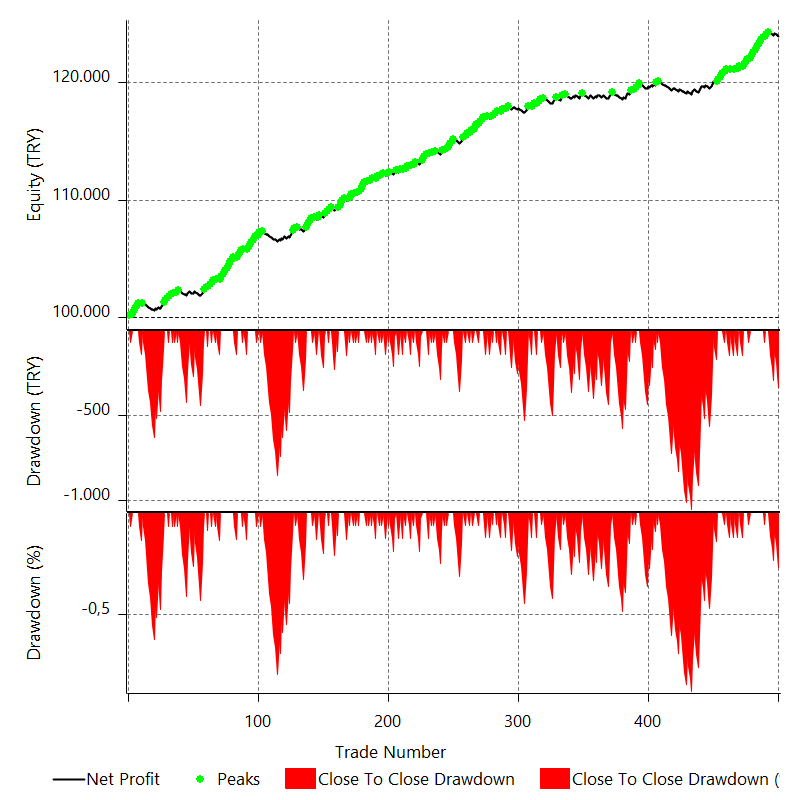 120.000
110.000
100.000
Equity (TRY)
-500
-1.000
Drawdown (TRY)
-0,5
Drawdown (%)
100 200 300 400
Trade Number
Net Profit Peaks Close To Close Drawdown Close To Close Drawdown (